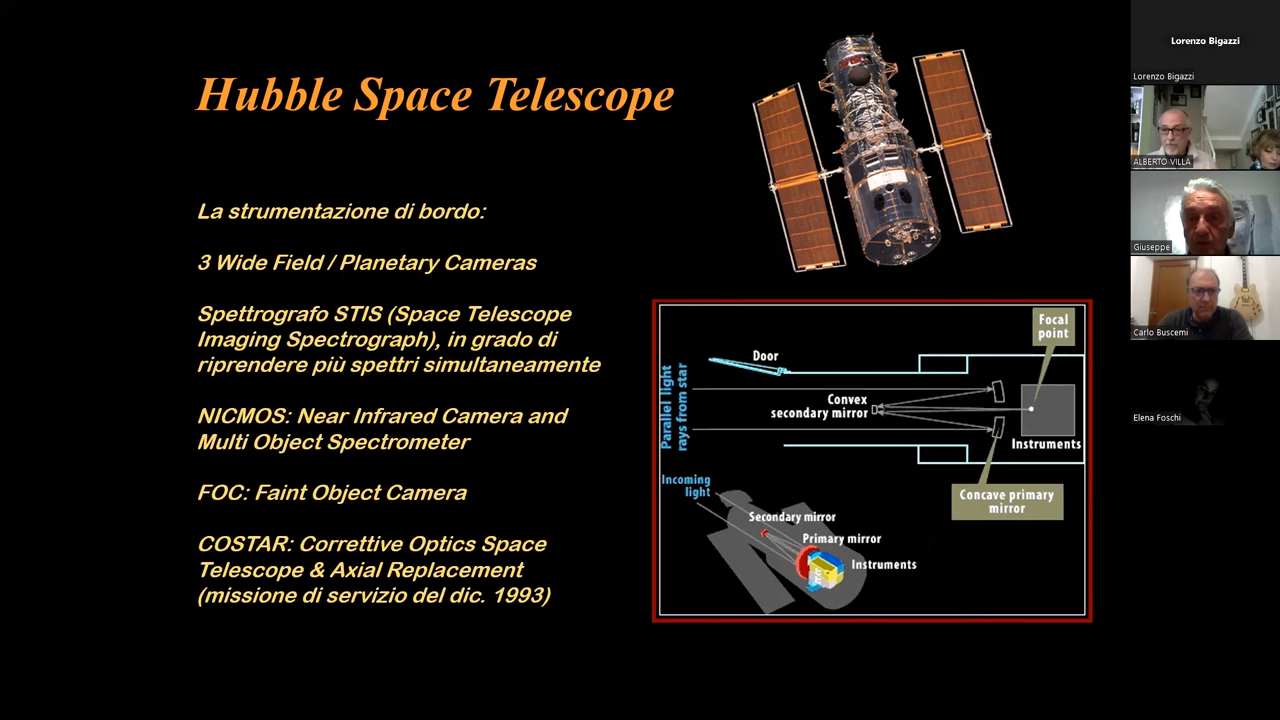 Hubble Space Telescope
La strumentazione di bordo:
3 Wide Field / Planetary Cameras
Spettrografo STIS (Space Telescope
Imaging Spectrograph), in grado di
riprendere più spettri simultaneamente
NICMOS: Near Infrared Camera and
Multi Object Spectrometer
FOC: Faint Object Camera
COSTAR: Correttive Optics Space
Telescope & Axial Replacement
(missione di servizio del dic. 1993)
Focal
point
Door
Parallel light
rays from star
Convex
secondary mirror
Instruments
Concave primary
mirror
Incoming
light
Secondary mirror
Primary mirror
Instruments
Lorenzo Bigazzi
Lorenzo Bigazzi
ALBERTO VILLA
Giuseppe
Carlo Buscemi
Elena Foschi